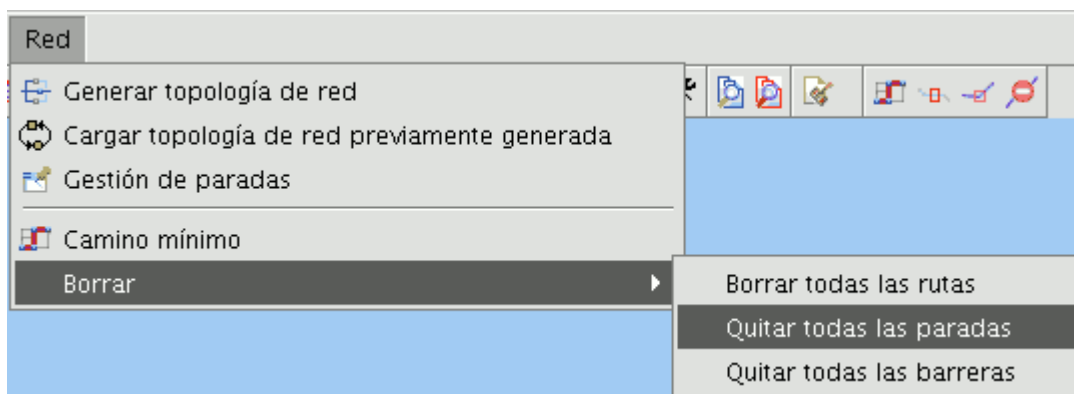 Red
Generar topología de red
Cargar topología de red previamente generada
Gestión de paradas
Camino mínimo
Borrar
Borrar todas las rutas
Quitar todas las paradas
Quitar todas las barreras